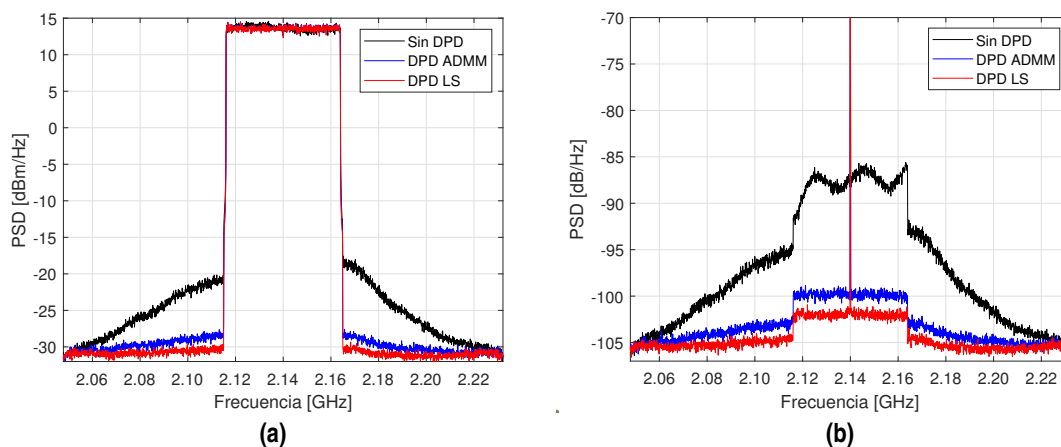 15
10
5
0
-5
-10
-15
-20
-25
-30
PSD [dBm/Hz]
Sin DPD
DPD ADMM
DPD LS
2.06 2.08 2.10 2.12 2.14 2.16 2.18 2.20 2.22
Frecuencia [GHz]
(a)
-70
-75
-80
-85
-90
-95
-100
-105
PSD [dB/Hz]
Sin DPD
DPD ADMM
DPD LS
2.06 2.08 2.10 2.12 2.14 2.16 2.18 2.20 2.22
Frecuencia [GHz]
(b)